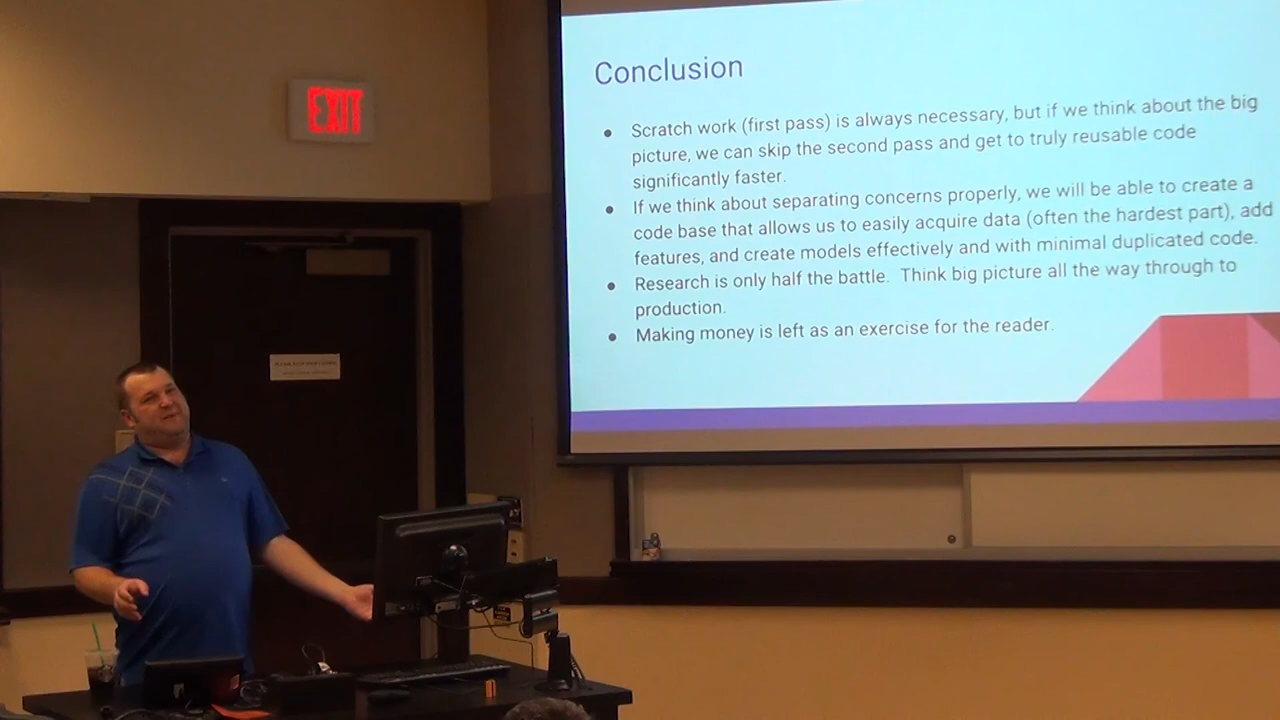 EXIT
Conclusion
● Scratch work (first pass) is always necessary, but if we think about the big
picture, we can skip the second pass and get to truly reusable code
significantly faster.
● If we think about separating concerns properly, we will be able to create a
code base that allows us to easily acquire data (often the hardest part), add
features, and create models effectively and with minimal duplicated code.
● Research is only half the battle. Think big picture all the way through to
production.
● Making money is left as an exercise for the reader.